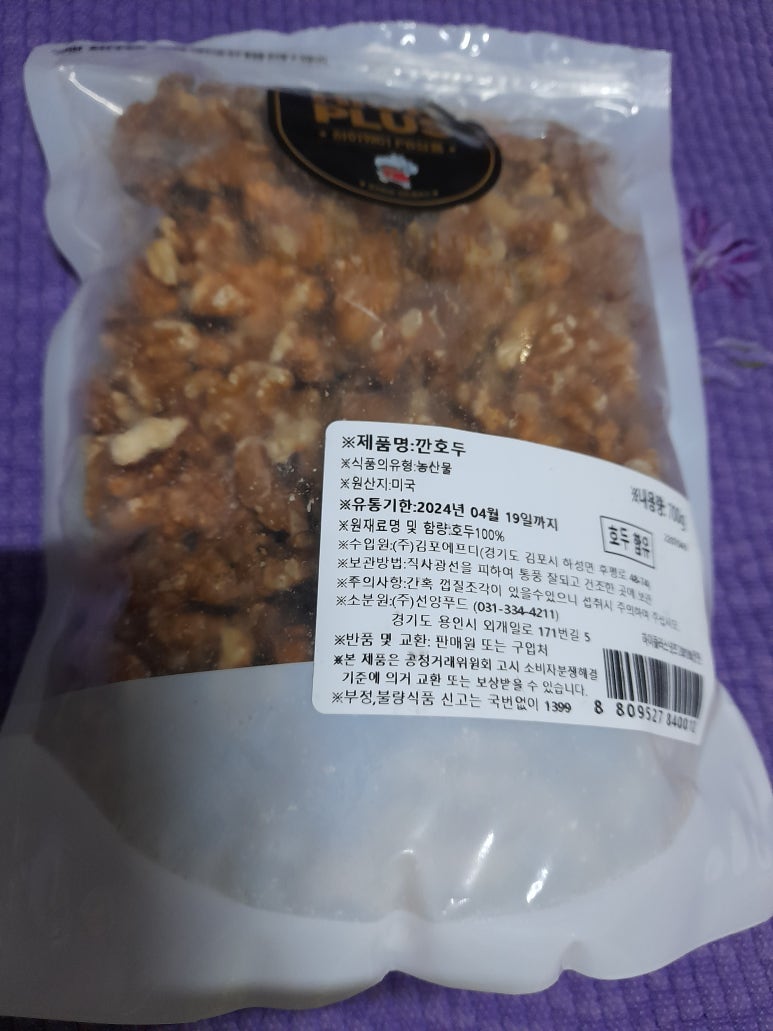 PLUS
※제품명:깐호두
※식품의유형:농산물
※내용량: 700g
※원산지:미국
※유통기한:2024년 04월 19일까지
호두 함유
※원재료명 및 함량:호두100%
※수입원:(주)김포에프디(경기도 김포시 하성면 후평로 48-74)
※보관방법:직사광선을 피하여 통풍 잘되고 건조한 곳에 보관
※주의사항:간혹 껍질조각이 있을수있으니 섭취시 주의하여 주십시오.
※소분원:(주)선양푸드 (031-334-4211)
경기도 용인시 외개일로 171번길 5
※반품 및 교환: 판매원 또는 구입처
※본 제품은 공정거래위원회 고시 소비자분쟁해결
기준에 의거 교환 또는 보상받을 수 있습니다.
※부정,불량식품 신고는 국번없이 1399
8 809527 840010